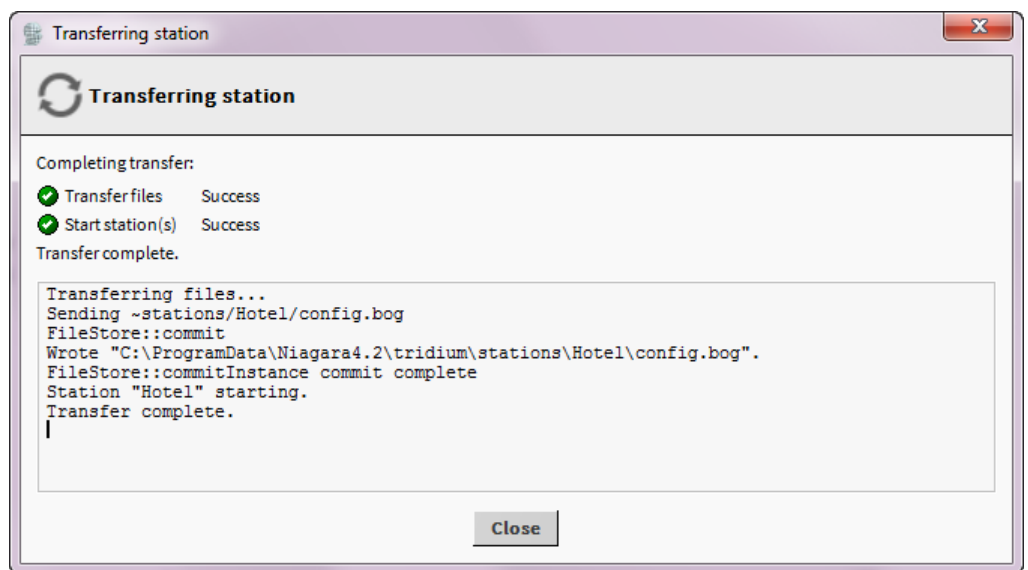 Transferring station
Transferring station
Completing transfer:
Transfer files Success
Start station(s) Success
Transfer complete.
Transferring files...
Sending ~stations/Hotel/config.bog
FileStore::commit
Wrote "C:\ProgramData\Niagara4.2\tridium\stations\Hotel\config.bog".
FileStore::commitInstance commit complete
Station "Hotel" starting.
Transfer complete.
Close